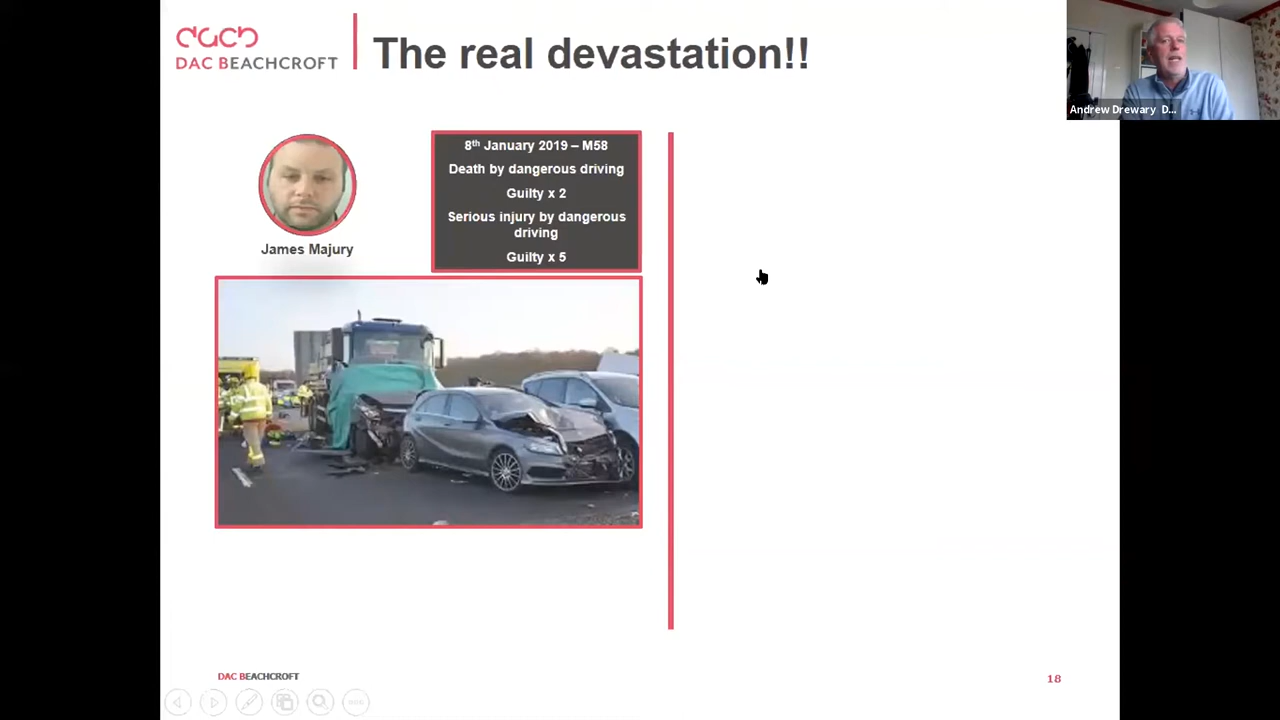 DAC BEACHCROFT
The real devastation!!
Andrew Drewary D...
8th January 2019 – M58
Death by dangerous driving
Guilty x 2
Serious injury by dangerous
driving
Guilty x 5
James Majury
DAC BEACHCROFT
18